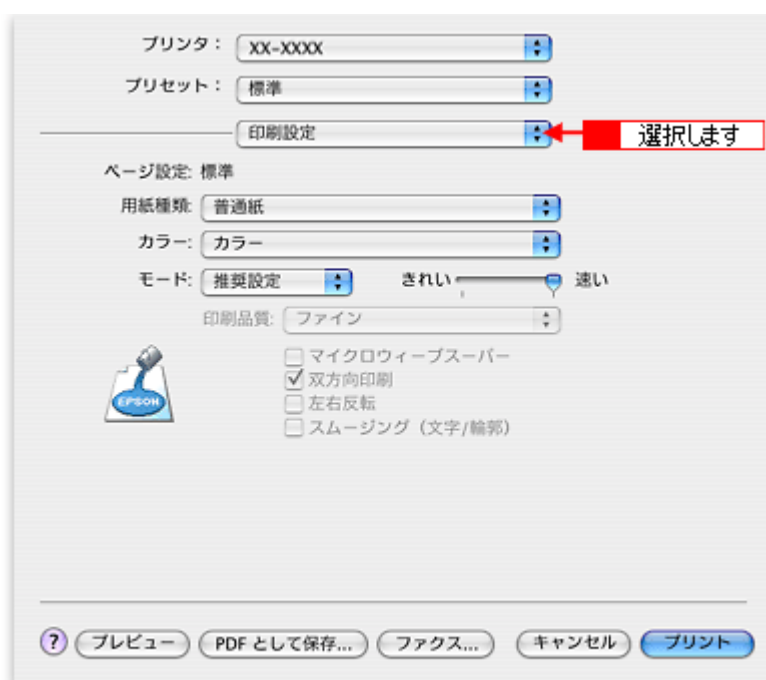 プリンタ： XX-XXXX
プリセット： 標準
印刷設定 選択します
ページ設定: 標準
用紙種類: 普通紙
カラー: カラー
モード: 推奨設定 きれい 速い
印刷品質: ファイン
マイクロウィーブスーパー
双方向印刷
左右反転
スムージング（文字/輪郭）
EPSON
? プレビュー PDF として保存... ファクス... キャンセル プリント